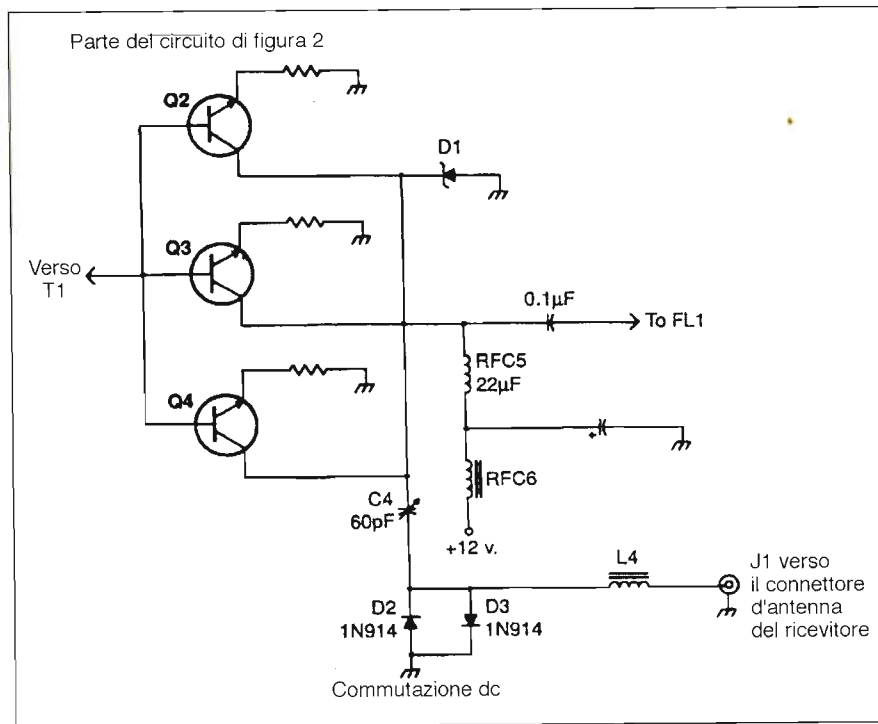 Parte del circuito di figura 2
Q2
D1
Q3
Verso
T1
0.1µF
To FL1
RFC5
22µF
Q4
RFC6
C4
60pF
+12 v.
L4
J1 verso
il connettore
d'antenna
del ricevitore
D2
1N914
D3
1N914
Commutazione dc